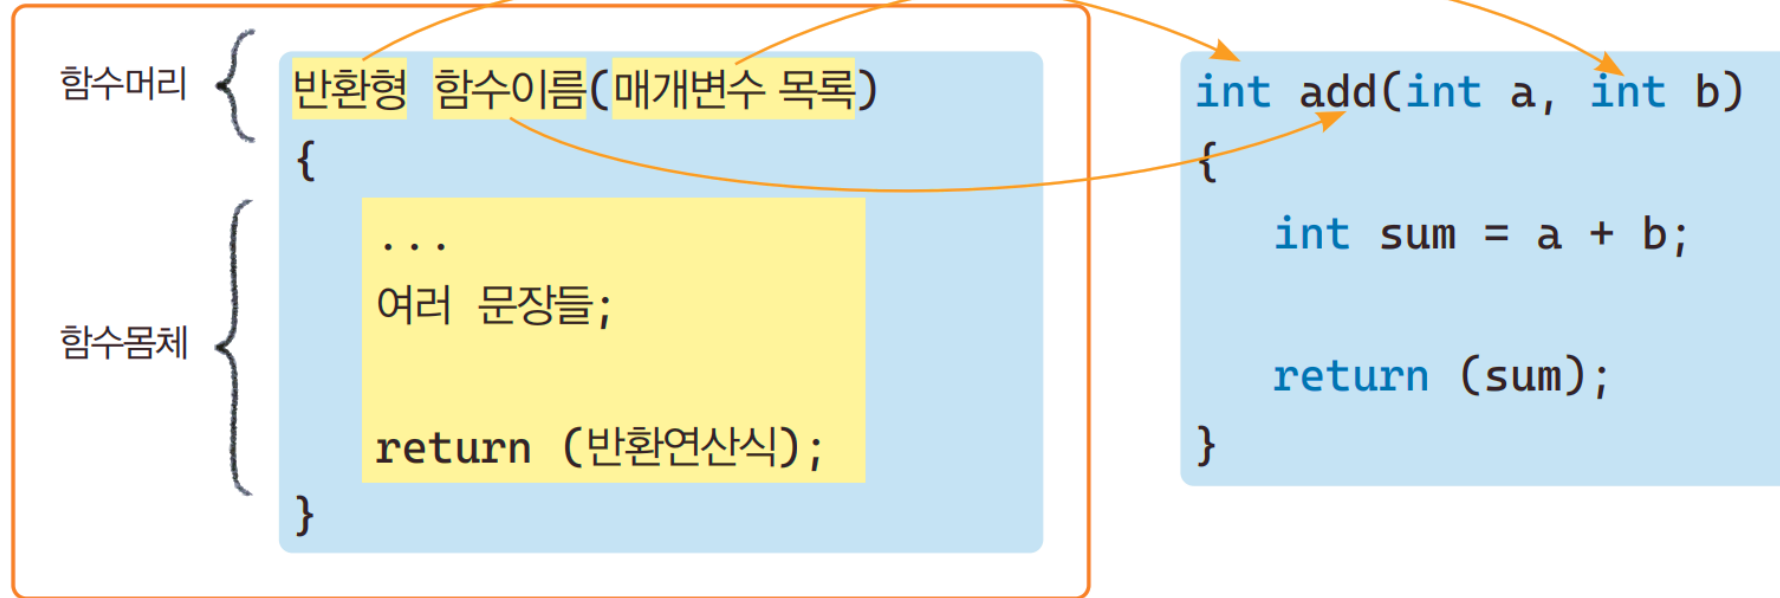 함수머리
반환형 함수이름(매개변수 목록)
{
...
여러 문장들;
return (반환연산식);
}
함수몸체
int add(int a, int b)
{
int sum = a + b;
return (sum);
}